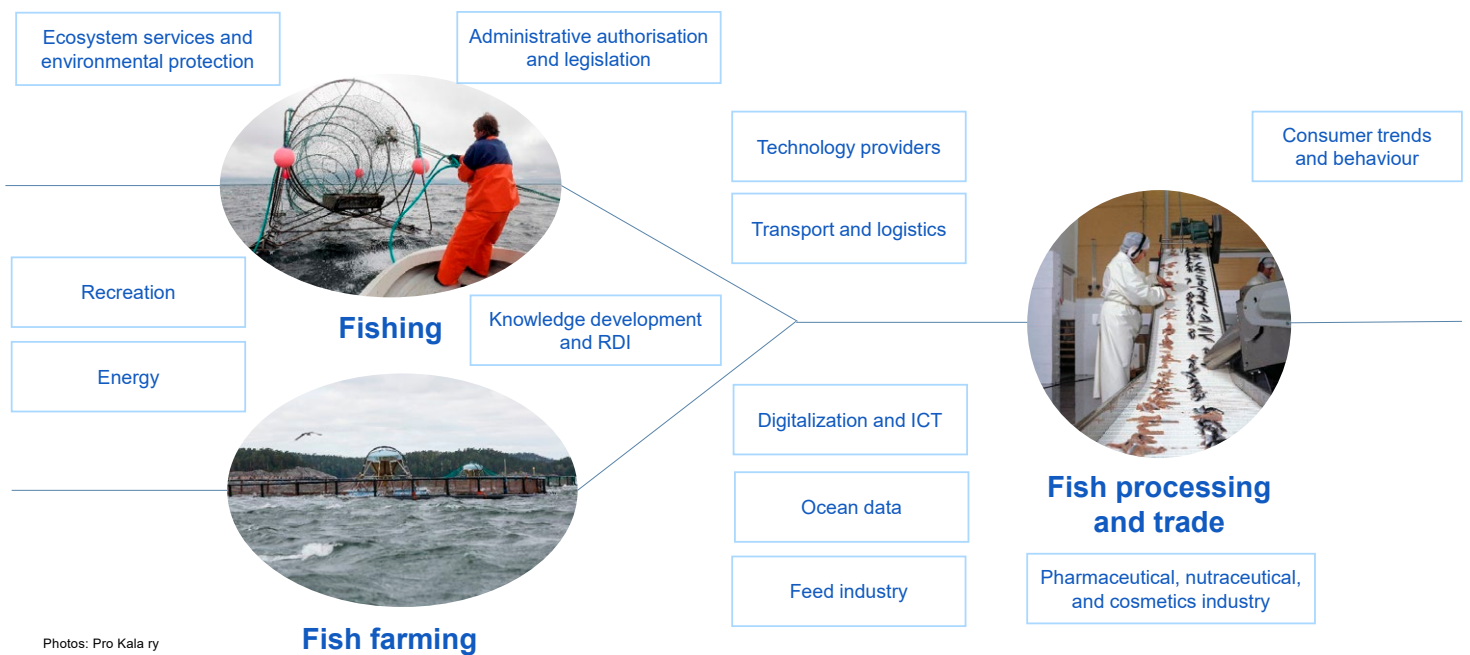 Ecosystem services and
environmental protection
Administrative authorisation
and legislation
Technology providers
Consumer trends
and behaviour
Transport and logistics
Recreation
Fishing
Knowledge development
and RDI
Energy
Digitalization and ICT
Ocean data
Fish processing
and trade
Feed industry
Pharmaceutical, nutraceutical,
and cosmetics industry
Fish farming
Photos: Pro Kala ry